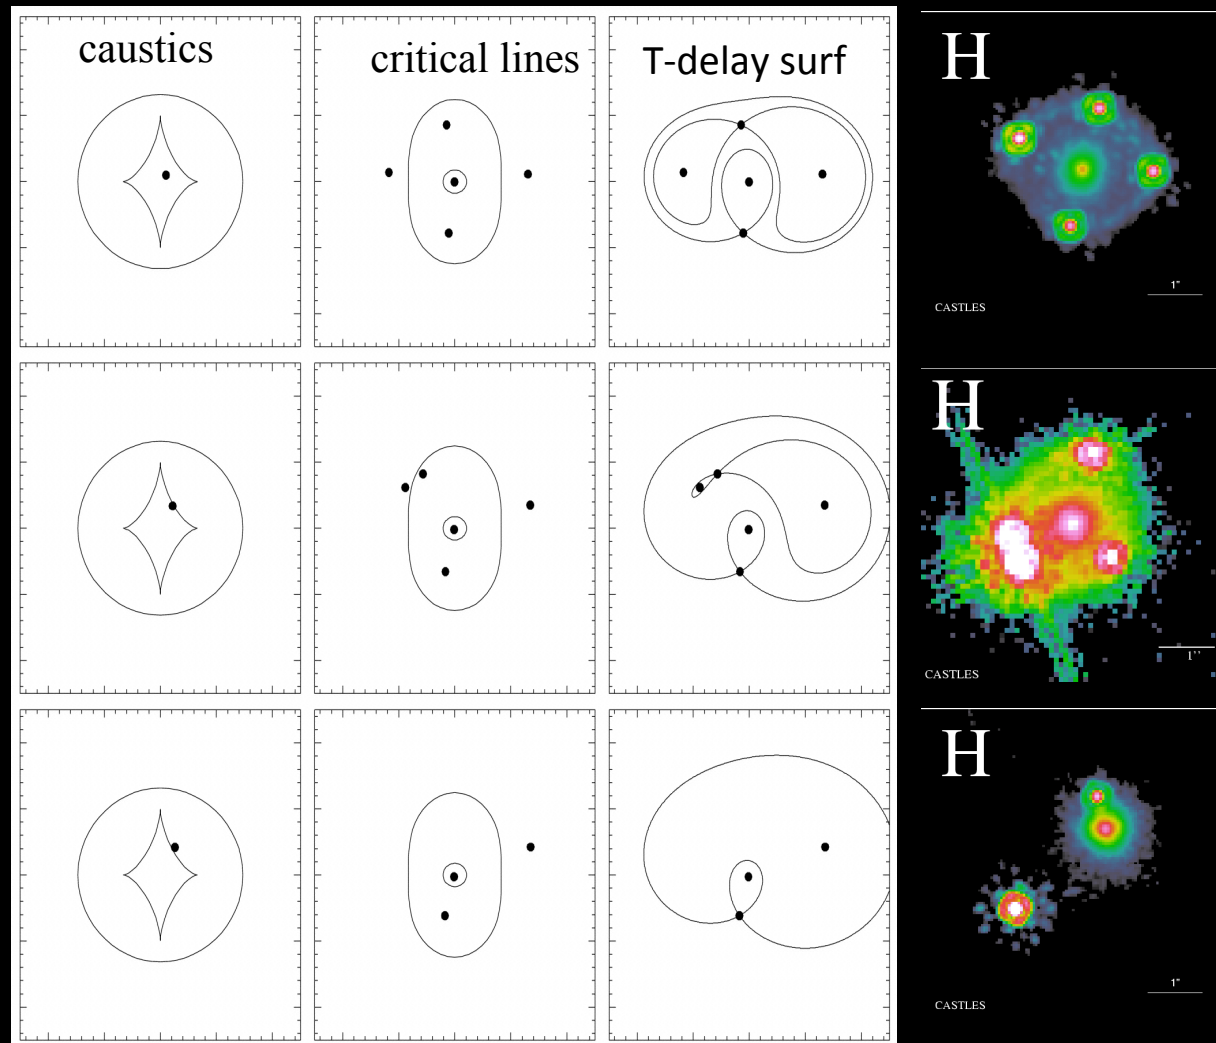 caustics
critical lines
T-delay surf
H
1"
CASTLES
H
1''
CASTLES
H
1"
CASTLES